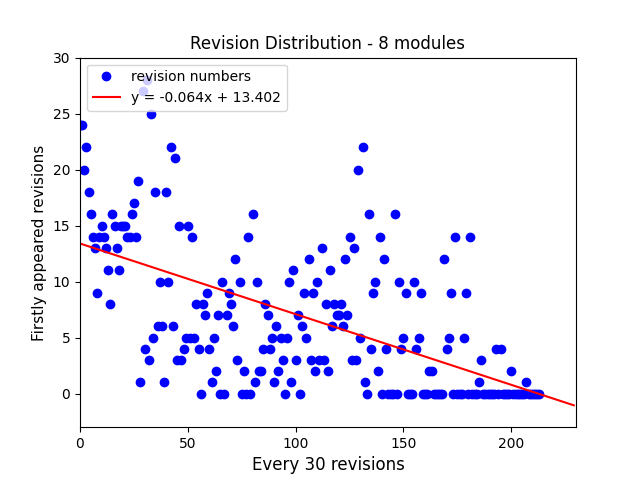 Revision Distribution - 8 modules
revision numbers
y = -0.064x + 13.402
Firstly appeared revisions
30
25
20
15
10
5
0
0 50 100 150 200
Every 30 revisions